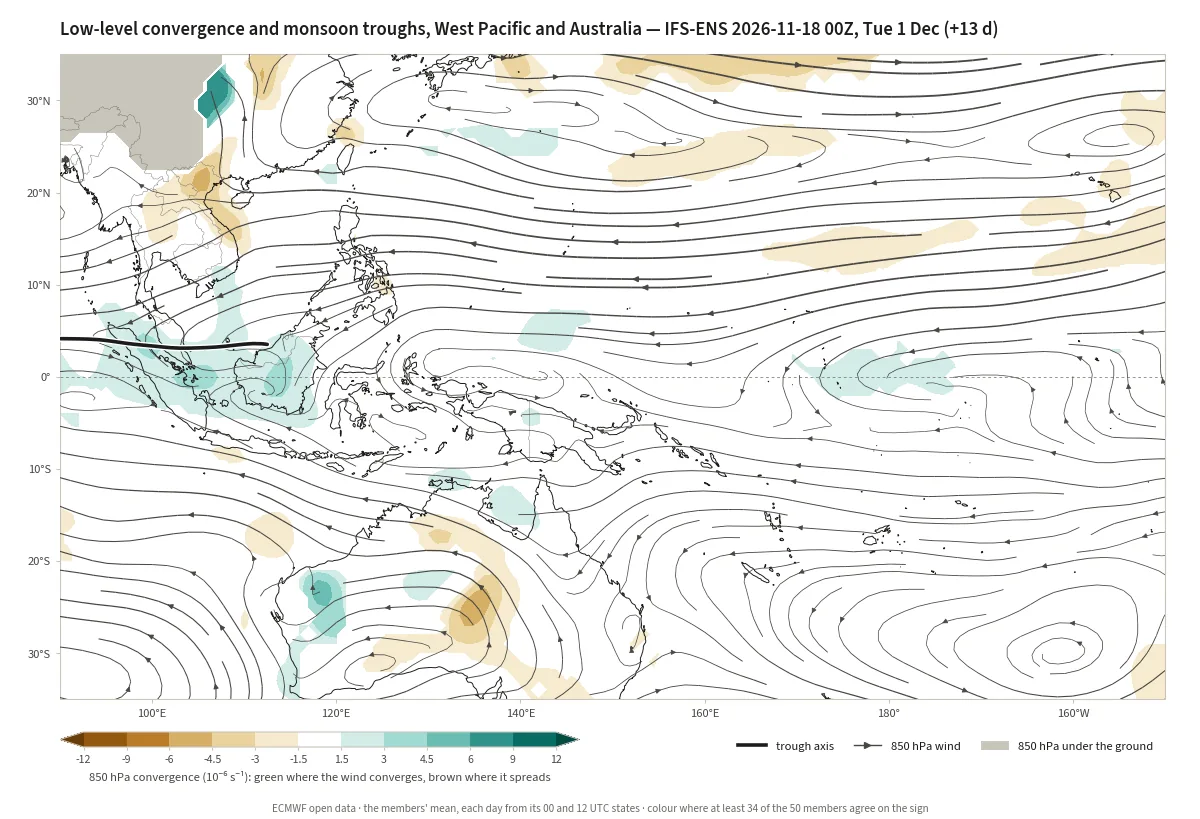 Low-level convergence and monsoon troughs, West Pacific and Australia — IFS-ENS 2026-11-18 00Z, Tue 1 Dec (+13 d)
30°N
20°N
10°N
0°
10°S
20°S
30°S
100°E 120°E 140°E 160°E 180° 160°W
-12 -9 -6 -4.5 -3 -1.5 1.5 3 4.5 6 9 12
850 hPa convergence (10⁻⁶ s⁻¹): green where the wind converges, brown where it spreads
trough axis 850 hPa wind 850 hPa under the ground
ECMWF open data · the members' mean, each day from its 00 and 12 UTC states · colour where at least 34 of the 50 members agree on the sign